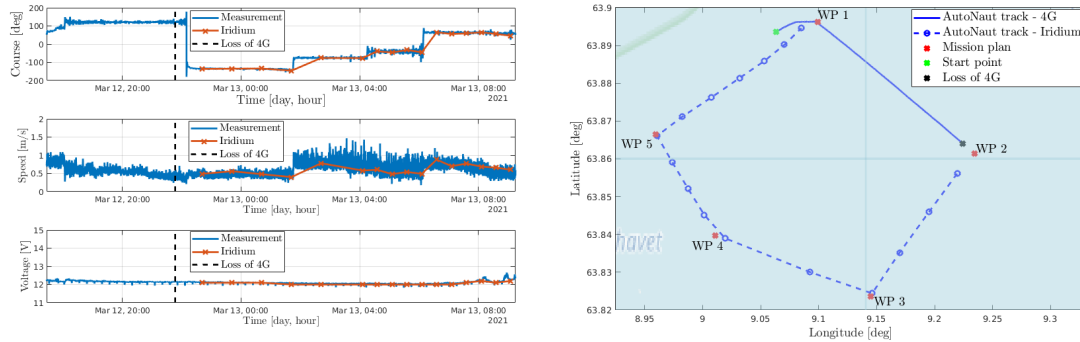 200
100
0
-100
-200
Course [deg]
Measurement
Iridium
Loss of 4G
Mar 12, 20:00
Mar 13, 00:00
Mar 13, 04:00
Mar 13, 08:00
Time [day, hour]
2021
2
1.5
1
0.5
0
Speed [m/s]
Measurement
Iridium
Loss of 4G
Mar 12, 20:00
Mar 13, 00:00
Mar 13, 04:00
Mar 13, 08:00
Time [day, hour]
2021
15
14
13
12
11
Voltage [V]
Measurement
Iridium
Loss of 4G
Mar 12, 20:00
Mar 13, 00:00
Mar 13, 04:00
Mar 13, 08:00
Time [day, hour]
2021
63.9
63.89
63.88
63.87
63.86
63.85
63.84
63.83
63.82
Latitude [deg]
WP 1
AutoNaut track - 4G
AutoNaut track - Iridium
Mission plan
Start point
Loss of 4G
WP 2
WP 5
WP 4
havet
WP 3
8.95
9
9.05
9.1
9.15
9.2
9.25
9.3
Longitude [deg]